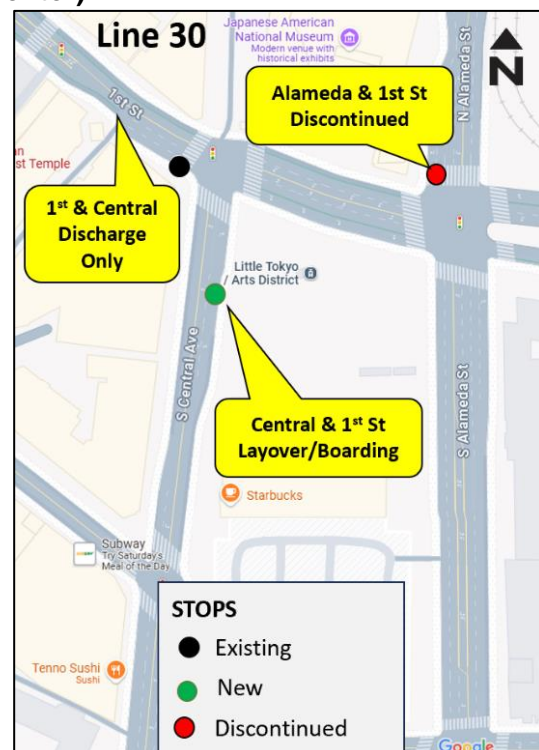 Line 30
Japanese American
National Museum
Modern venue with
historical exhibits
N Alameda St
N
1st St
Alameda & 1st St
Discontinued
st Temple
1st & Central
Discharge
Only
Little Tokyo
/ Arts District
S Central Ave
S Alameda St
Central & 1st St
Layover/Boarding
Starbucks
Subway
Try Saturday's
Meal of the Day
Tenno Sushi
Sushi
STOPS
Existing
New
Discontinued
Google